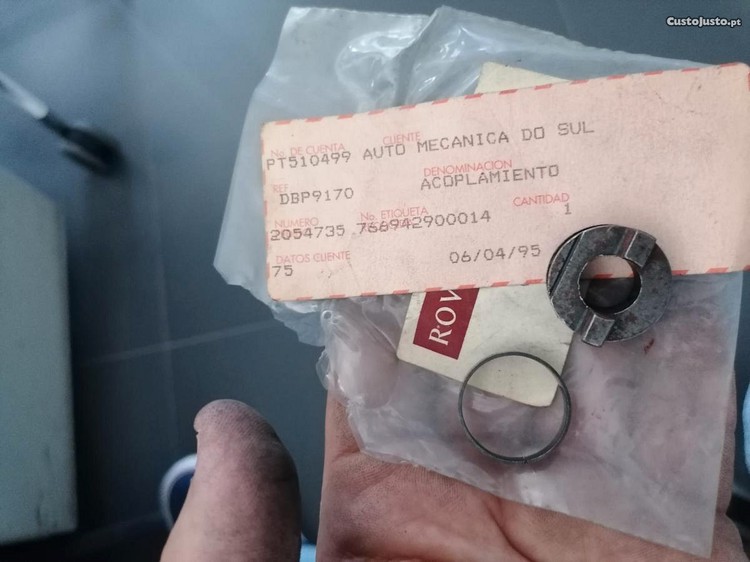 CustoJusto.pt
No. DE CUENTA CLIENTE
PT510499 AUTO MECANICA DO SUL
REF DENOMINACION
DBP9170 ACOPLAMIENTO
NUMERO No. ETIQUETA CANTIDAD
2054735 766942900014 1
DATOS CLIENTE
75 06/04/95
ROV